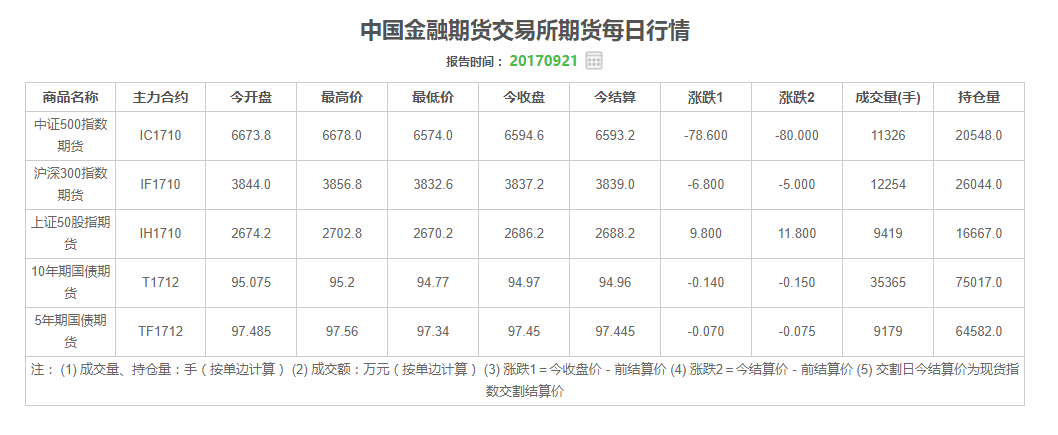 中国金融期货交易所期货每日行情
报告时间： 20170921
商品名称 主力合约 今开盘 最高价 最低价 今收盘 今结算 涨跌1 涨跌2 成交量(手) 持仓量
中证500指数
期货 IC1710 6673.8 6678.0 6574.0 6594.6 6593.2 -78.600 -80.000 11326 20548.0
沪深300指数
期货 IF1710 3844.0 3856.8 3832.6 3837.2 3839.0 -6.800 -5.000 12254 26044.0
上证50股指期
货 IH1710 2674.2 2702.8 2670.2 2686.2 2688.2 9.800 11.800 9419 16667.0
10年期国债期
货 T1712 95.075 95.2 94.77 94.97 94.96 -0.140 -0.150 35365 75017.0
5年期国债期
货 TF1712 97.485 97.56 97.34 97.45 97.445 -0.070 -0.075 9179 64582.0
注： (1) 成交量、持仓量：手（按单边计算） (2) 成交额：万元（按单边计算） (3) 涨跌1＝今收盘价－前结算价 (4) 涨跌2＝今结算价－前结算价 (5) 交割日今结算价为现货指
数交割结算价